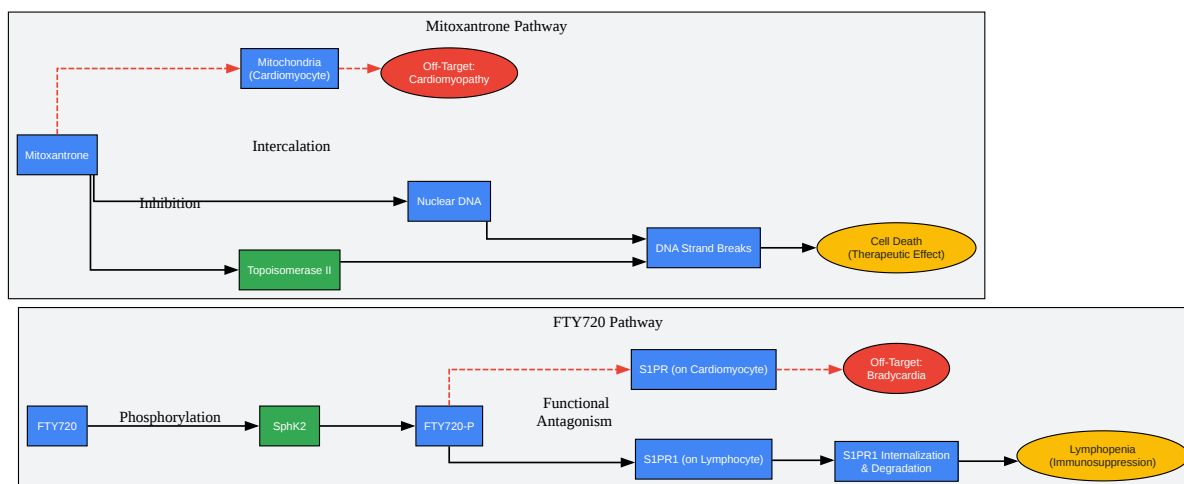 Mitoxantrone Pathway
Mitochondria
(Cardiomyocyte)
Off-Target:
Cardiomyopathy
Mitoxantrone
Intercalation
Inhibition
Nuclear DNA
DNA Strand Breaks
Cell Death
(Therapeutic Effect)
Topoisomerase II
FTY720 Pathway
S1PR (on Cardiomyocyte)
Off-Target:
Bradycardia
FTY720
Phosphorylation
SphK2
FTY720-P
Functional
Antagonism
S1PR1 (on Lymphocyte)
S1PR1 Internalization
& Degradation
Lymphopenia
(Immunosuppression)